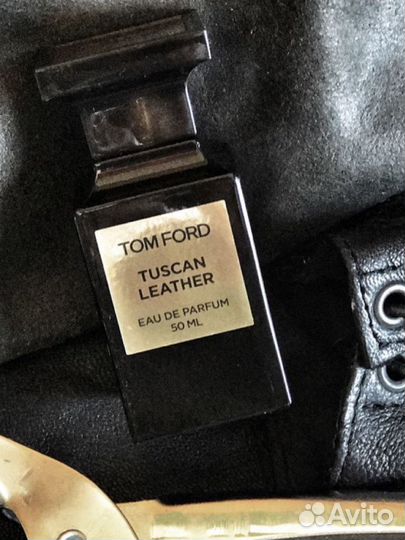 TOM FORD
TUSCAN
LEATHER
EAU DE PARFUM
50 ML
Avito